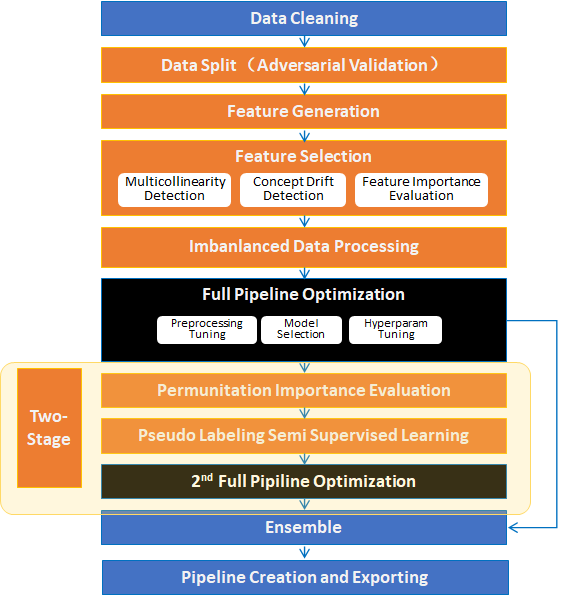 Data Cleaning
Data Split（Adversarial Validation）
Feature Generation
Feature Selection
Multicollinearity
Detection
Concept Drift
Detection
Feature Importance
Evaluation
Imbanlanced Data Processing
Full Pipeline Optimization
Preprocessing
Tuning
Model
Selection
Hyperparam
Tuning
Two-
Stage
Permunitation Importance Evaluation
Pseudo Labeling Semi Supervised Learning
2nd Full Pipiline Optimization
Ensemble
Pipeline Creation and Exporting